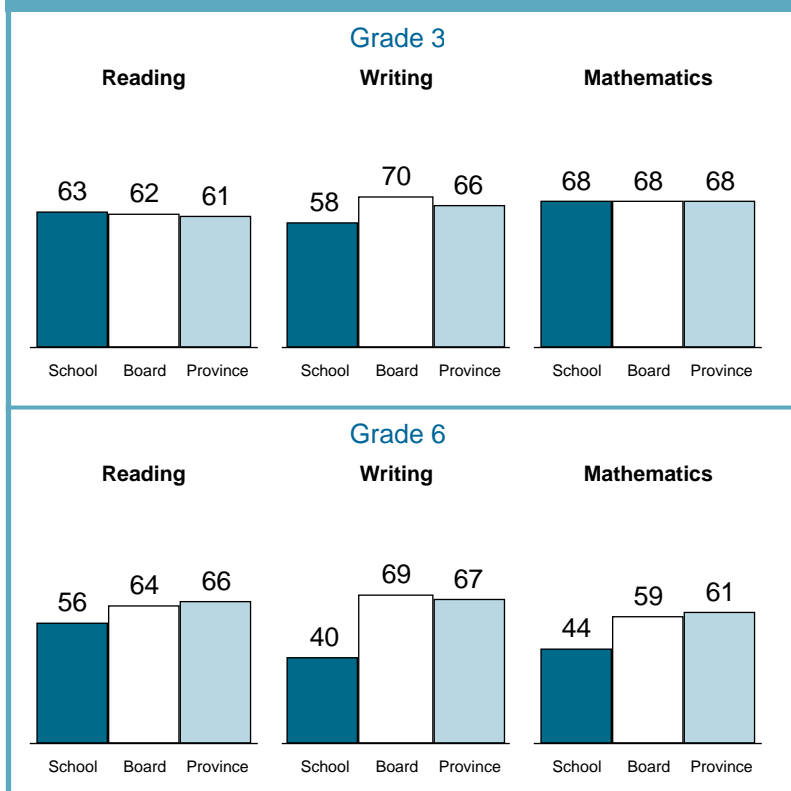 Grade 3
Reading Writing Mathematics
63 62 61 58 70 66 68 68 68
School Board Province School Board Province School Board Province
Grade 6
Reading Writing Mathematics
56 64 66 40 69 67 44 59 61
School Board Province School Board Province School Board Province